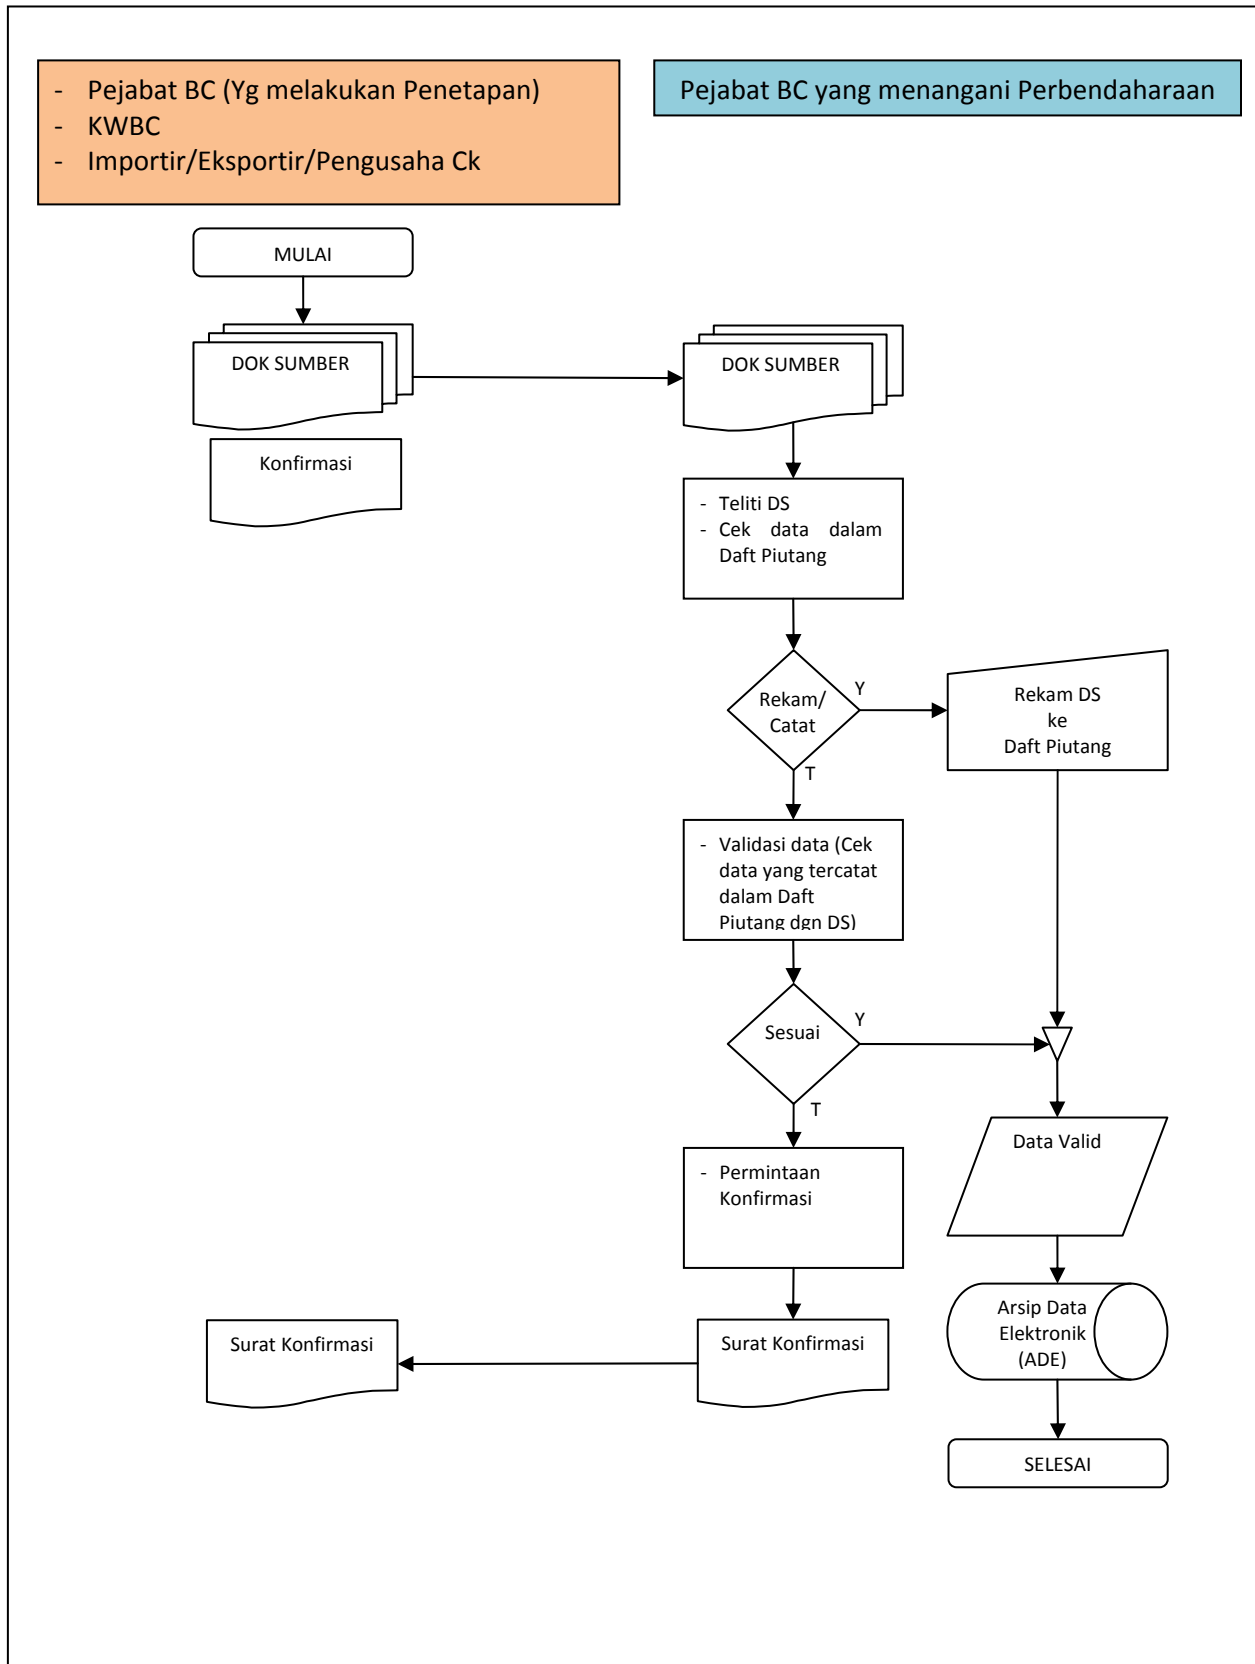 - Pejabat BC (Yg melakukan Penetapan)
- KWBC
- Importir/Eksportir/Pengusaha Ck
Pejabat BC yang menangani Perbendaharaan
MULAI
DOK SUMBER
DOK SUMBER
Konfirmasi
- Teliti DS
- Cek data dalam
Daft Piutang
Rekam/
Catat
Y
T
Rekam DS
ke
Daft Piutang
- Validasi data (Cek
data yang tercatat
dalam Daft
Piutang dgn DS)
Sesuai
Y
T
Data Valid
- Permintaan
Konfirmasi
Surat Konfirmasi
Surat Konfirmasi
Arsip Data
Elektronik
(ADE)
SELESAI